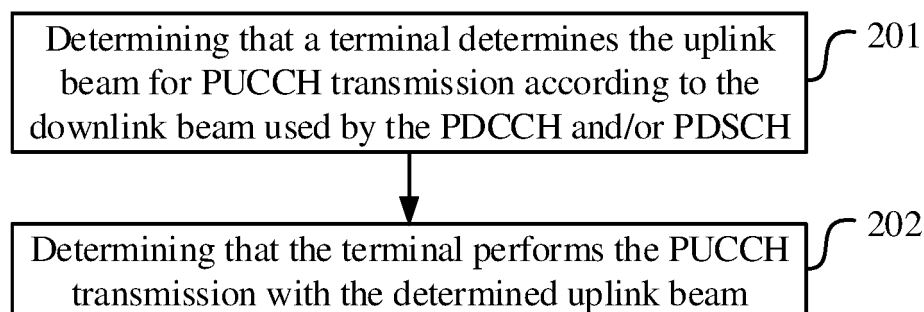 Determining that a terminal determines the uplink
beam for PUCCH transmission according to the
downlink beam used by the PDCCH and/or PDSCH
201
Determining that the terminal performs the PUCCH
transmission with the determined uplink beam
202